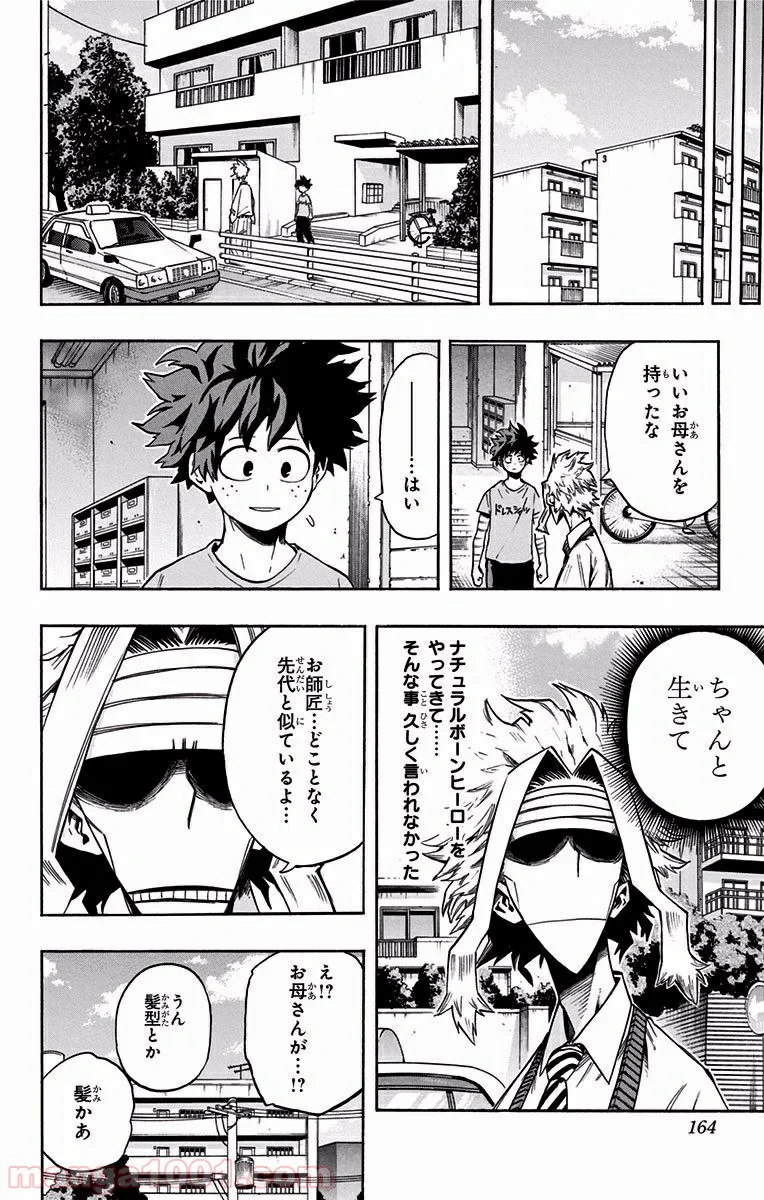 3
いいお母さんを
持ったな
ドレスシャツ
………はい
ちゃんと
生きて
ナチュラルボーンヒーローを
やってきて……
そんな事 久しく言われなかった
お師匠…どことなく
先代と似ているよ…
え!?
お母さんが…!?
うん
髪型とか
髪かあ
164
manga1001.com